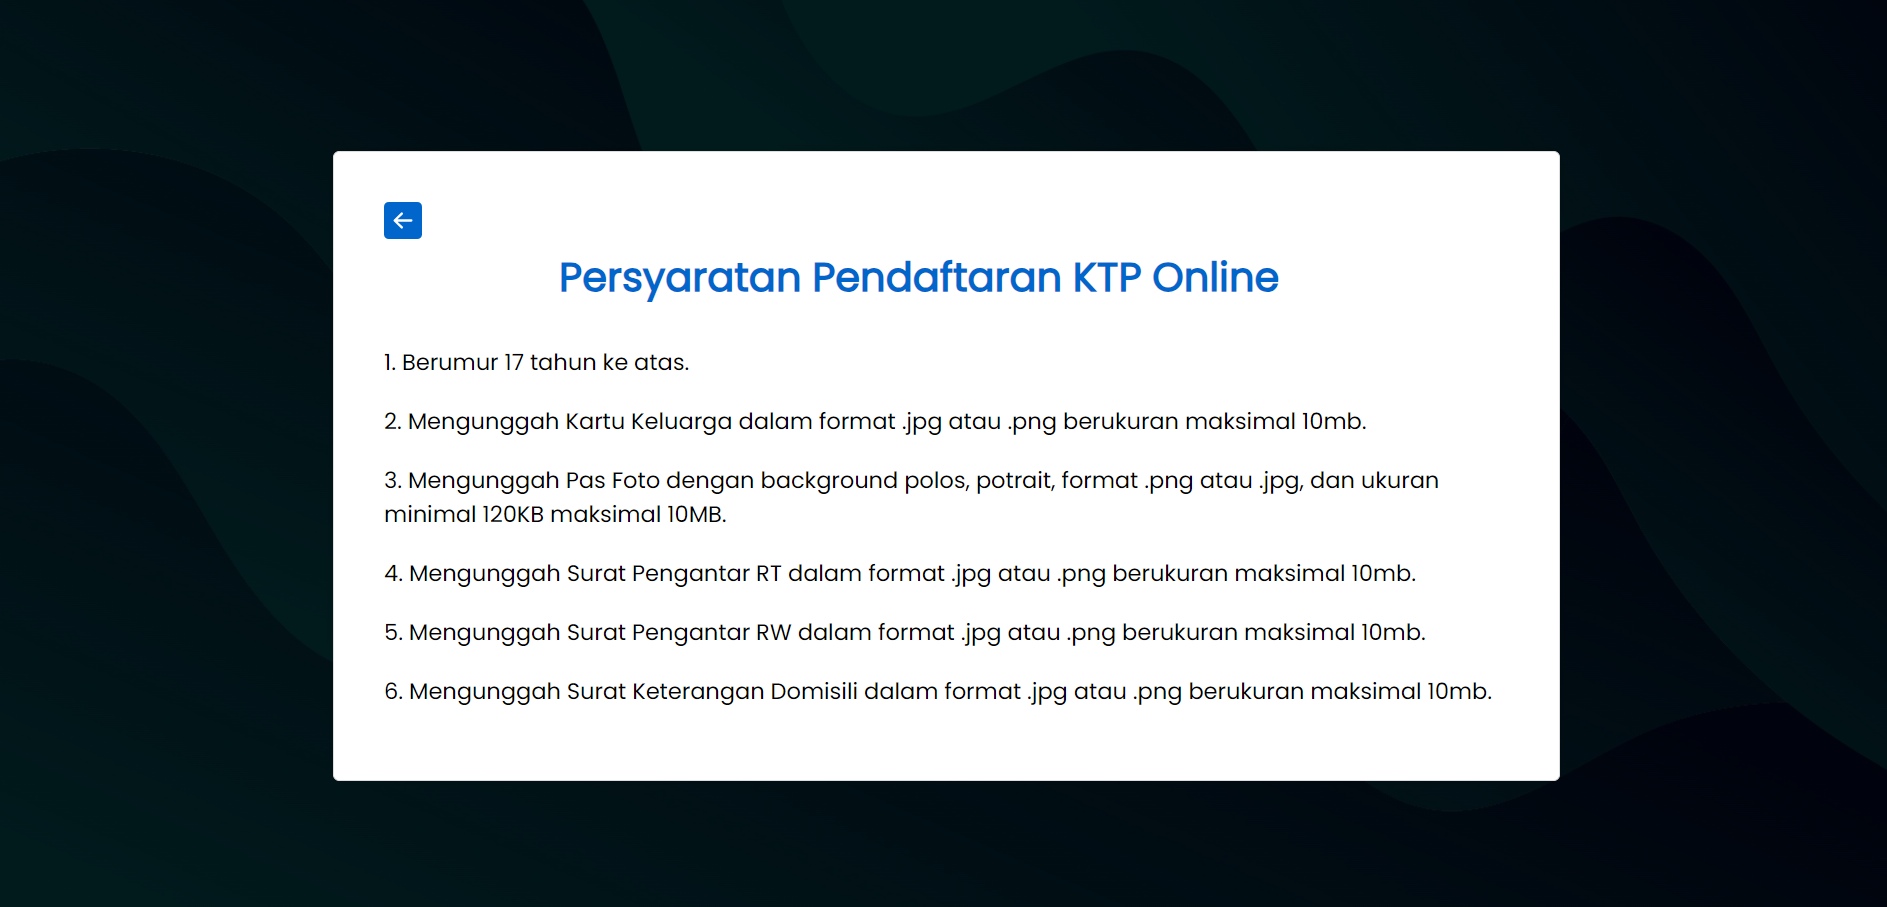 Persyaratan Pendaftaran KTP Online
1. Berumur 17 tahun ke atas.
2. Mengunggah Kartu Keluarga dalam format .jpg atau .png berukuran maksimal 10mb.
3. Mengunggah Pas Foto dengan background polos, potrait, format .png atau .jpg, dan ukuran
minimal 120KB maksimal 10MB.
4. Mengunggah Surat Pengantar RT dalam format .jpg atau .png berukuran maksimal 10mb.
5. Mengunggah Surat Pengantar RW dalam format .jpg atau .png berukuran maksimal 10mb.
6. Mengunggah Surat Keterangan Domisili dalam format .jpg atau .png berukuran maksimal 10mb.